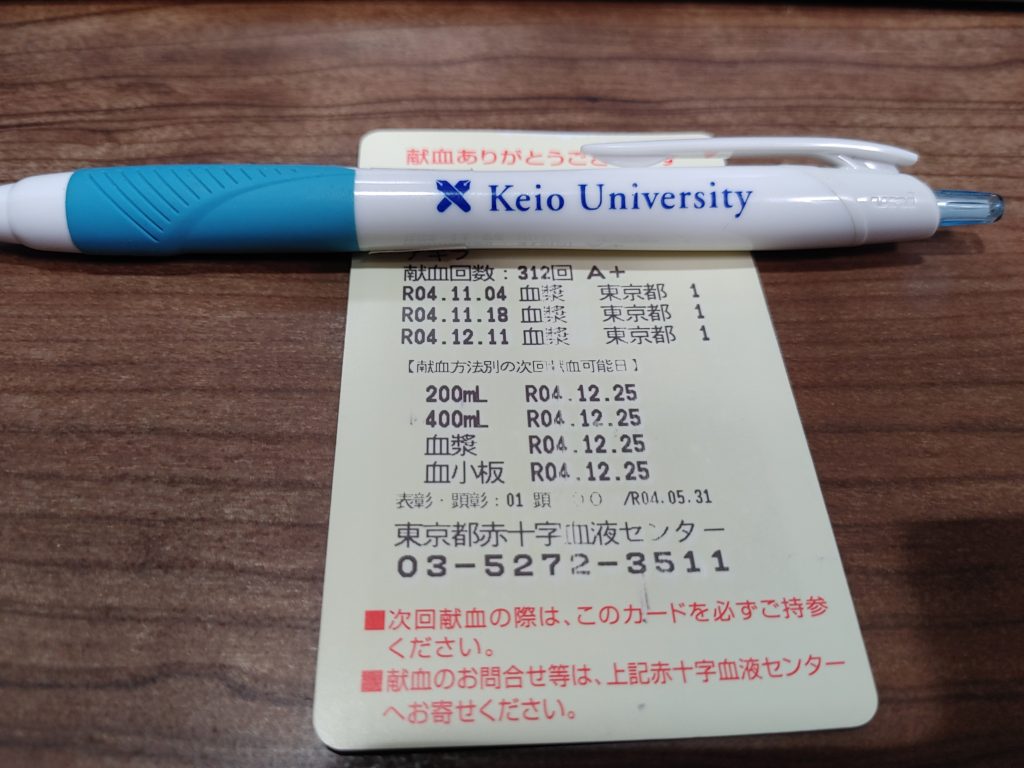 献血ありがとうござ
Keio University
献血回数:312回 A+
R04.11.04 血漿 東京都 1
R04.11.18 血漿 東京都 1
R04.12.11 血漿 東京都 1
【献血方法別の次回献血可能日】
200mL R04.12.25
400mL R04.12.25
血漿 R04.12.25
血小板 R04.12.25
表彰・顕彰:01 顕 /R04.05.31
東京都赤十字血液センター
03-5272-3511
■次回献血の際は、このカードを必ずご持参
ください。
■献血のお問合せ等は、上記赤十字血液センター
へお寄せください。